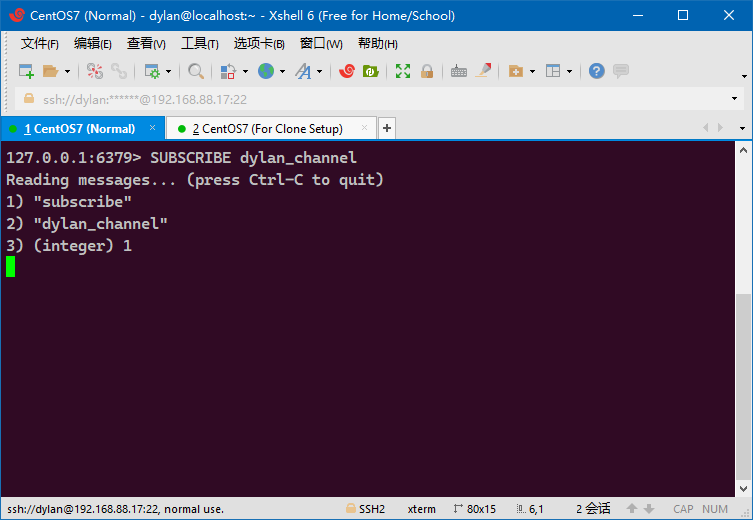 CentOS7 (Normal) - dylan@localhost:~ - Xshell 6 (Free for Home/School)
文件(F) 编辑(E) 查看(V) 工具(T) 选项卡(B) 窗口(W) 帮助(H)
ssh://dylan:******@192.168.88.17:22
1 CentOS7 (Normal) 2 CentOS7 (For Clone Setup)
127.0.0.1:6379> SUBSCRIBE dylan_channel
Reading messages... (press Ctrl-C to quit)
1) "subscribe"
2) "dylan_channel"
3) (integer) 1
ssh://dylan@192.168.88.17:22, normal use. SSH2 xterm 80x15 6,1 2 会话 CAP NUM